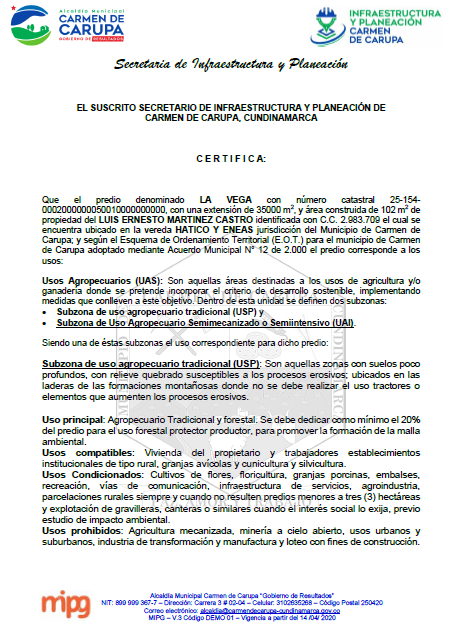 Alcaldía Municipal
CARMEN DE
CARUPA
GOBIERNO DE RESULTADOS
INFRAESTRUCTURA
Y PLANEACIÓN
CARMEN
DE CARUPA
Secretaria de Infraestructura y Planeación
EL SUSCRITO SECRETARIO DE INFRAESTRUCTURA Y PLANEACIÓN DE
CARMEN DE CARUPA, CUNDINAMARCA
C E R T I F I C A:
Que el predio denominado LA VEGA con número catastral 25-154-
000200000005001000000000, con una extensión de 35000 m², y área construida de 102 m² de
propiedad del LUIS ERNESTO MARTINEZ CASTRO identificada con C.C. 2.983.709 el cual se
encuentra ubicado en la vereda HATICO Y ENEAS jurisdicción del Municipio de Carmen de
Carupa; y según el Esquema de Ordenamiento Territorial (E.O.T.) para el municipio de Carmen
de Carupa adoptado mediante Acuerdo Municipal N° 12 de 2.000 el predio corresponde a los
usos:
Usos Agropecuarios (UAS): Son aquellas áreas destinadas a los usos de agricultura y/o
ganadería donde se pretende incorporar el criterio de desarrollo sostenible, implementando
medidas que conlleven a este objetivo. Dentro de esta unidad se definen dos subzonas:
• Subzona de uso agropecuario tradicional (USP) y
• Subzona de Uso Agropecuario Semimecanizado o Semiintensivo (UAI).
Siendo una de éstas subzonas el uso correspondiente para dicho predio:
Subzona de uso agropecuario tradicional (USP): Son aquellas zonas con suelos poco
profundos, con relieve quebrado susceptibles a los procesos erosivos; ubicados en las
laderas de las formaciones montañosas donde no se debe realizar el uso tractores o
elementos que aumenten los procesos erosivos.
Uso principal: Agropecuario Tradicional y forestal. Se debe dedicar como mínimo el 20%
del predio para el uso forestal protector productor, para promover la formación de la malla
ambiental.
Usos compatibles: Vivienda del propietario y trabajadores establecimientos
institucionales de tipo rural, granjas avícolas y cunicultura y silvicultura.
Usos Condicionados: Cultivos de flores, floricultura, granjas porcinas, embalses,
recreación, vías de comunicación, infraestructura de servicios, agroindustria,
parcelaciones rurales siempre y cuando no resulten predios menores a tres (3) hectáreas
y explotación de gravilleras, canteras o similares cuando el interés social lo exija, previo
estudio de impacto ambiental.
Usos prohibidos: Agricultura mecanizada, minería a cielo abierto, usos urbanos y
suburbanos, industria de transformación y manufactura y loteo con fines de construcción.
mipg
Alcaldía Municipal Carmen de Carupa "Gobierno de Resultados"
NIT: 899 999 367-7 – Dirección: Carrera 3 # 02-04 – Celular: 3102635268 – Código Postal 250420
Correo electrónico: alcaldia@carmendecarupa-cundinamarca.gov.co
MIPG – V.3 Código DEMO 01 – Vigencia a partir del 14 /04/ 2020